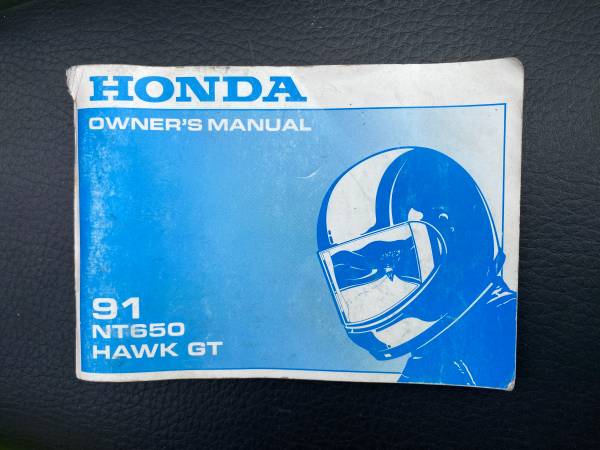 HONDA
OWNER'S MANUAL
91
NT650
HAWK GT